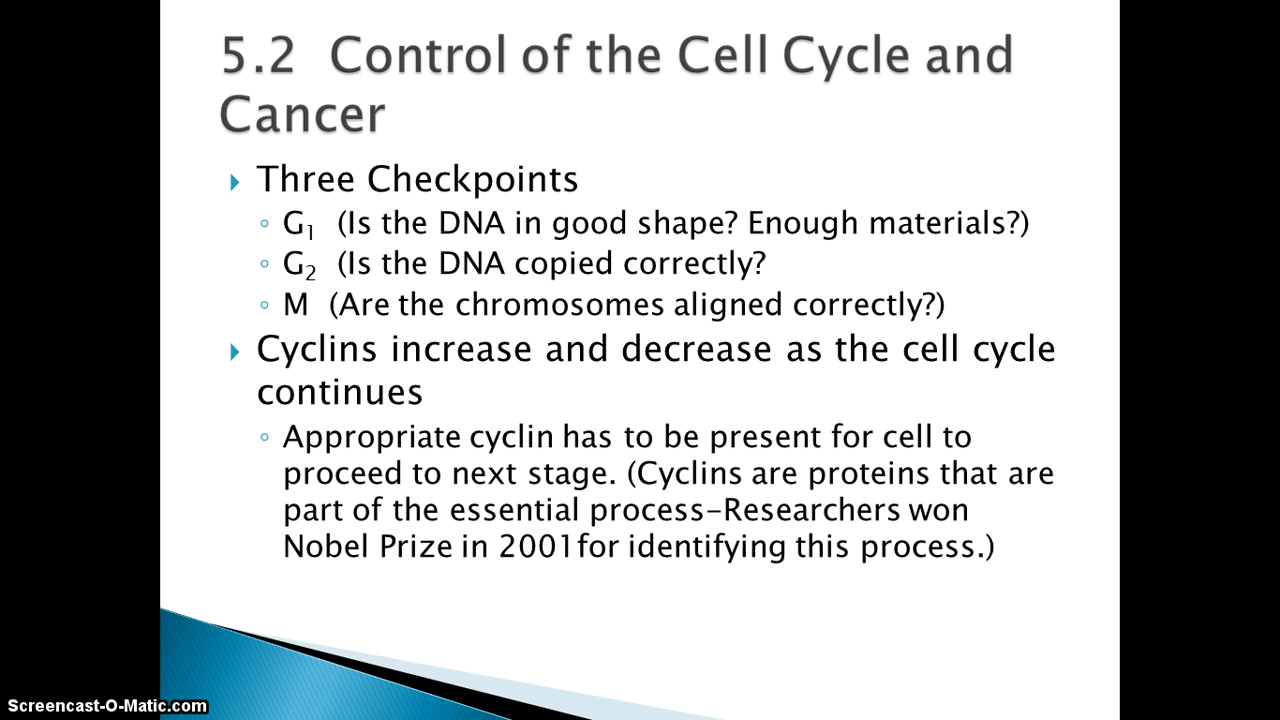 5.2 Control of the Cell Cycle and
Cancer
Three Checkpoints
G₁ (Is the DNA in good shape? Enough materials?)
G₂ (Is the DNA copied correctly?
M (Are the chromosomes aligned correctly?)
Cyclins increase and decrease as the cell cycle
continues
Appropriate cyclin has to be present for cell to
proceed to next stage. (Cyclins are proteins that are
part of the essential process-Researchers won
Nobel Prize in 2001for identifying this process.)
Screencast-O-Matic.com